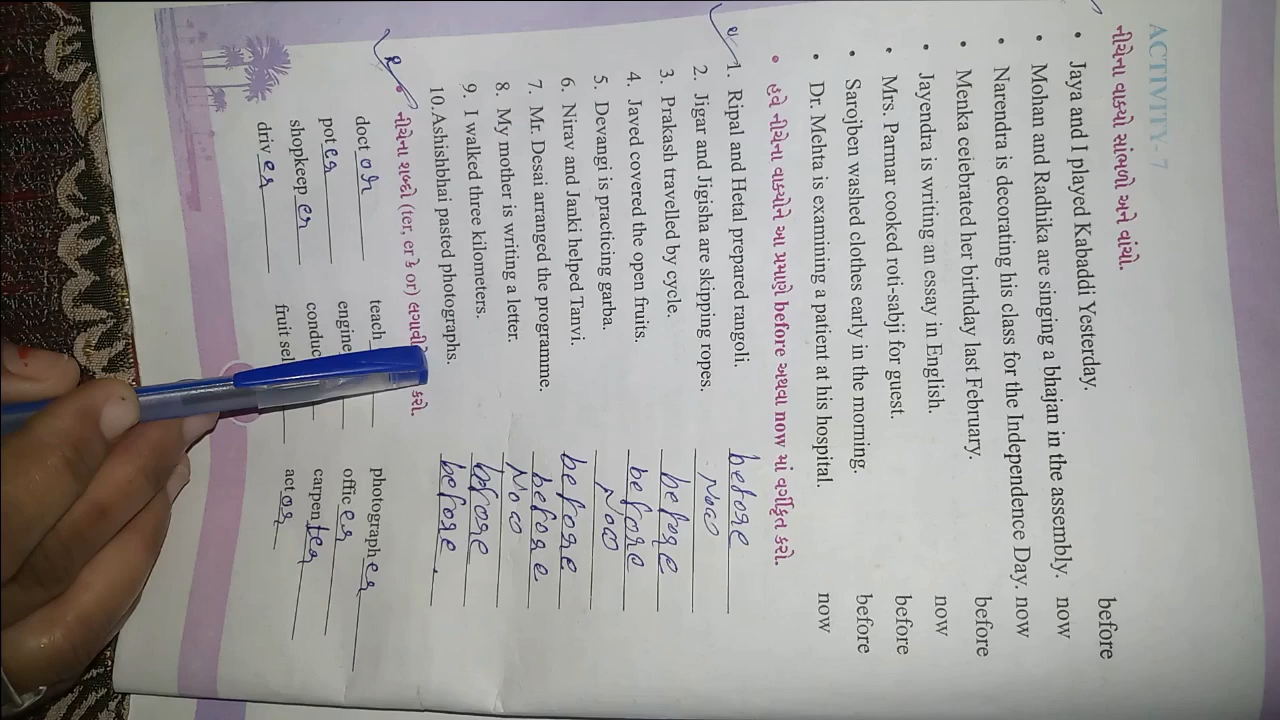 ACTIVITY-7
નીચેના વાક્યો સાંભળો અને વાંચો.
• Jaya and I played Kabaddi Yesterday. before
• Mohan and Radhika are singing a bhajan in the assembly. now
• Narendra is decorating his class for the Independence Day. now
• Menka celebrated her birthday last February. before
• Jayendra is writing an essay in English. now
• Mrs. Parmar cooked roti-sabji for guest. before
• Sarojben washed clothes early in the morning. before
• Dr. Mehta is examining a patient at his hospital. now
• હવે નીચેના વાક્યોને આ પ્રમાણે before અથવા now માં વર્ગીકૃત કરો.
1. Ripal and Hetal prepared rangoli. before
2. Jigar and Jigisha are skipping ropes. Now
3. Prakash travelled by cycle. before
4. Javed covered the open fruits. before
5. Devangi is practicing garba. Now
6. Nirav and Janki helped Tanvi. before
7. Mr. Desai arranged the programme. before
8. My mother is writing a letter. Now
9. I walked three kilometers. before
10. Ashishbhai pasted photographs. before.
નીચેના શબ્દો (ter, er કે or) લગાવી કરો.
doct or teach photograph er
pot er engine offic er
shopkeep er conduc carpen ter
driv er fruit sel act or